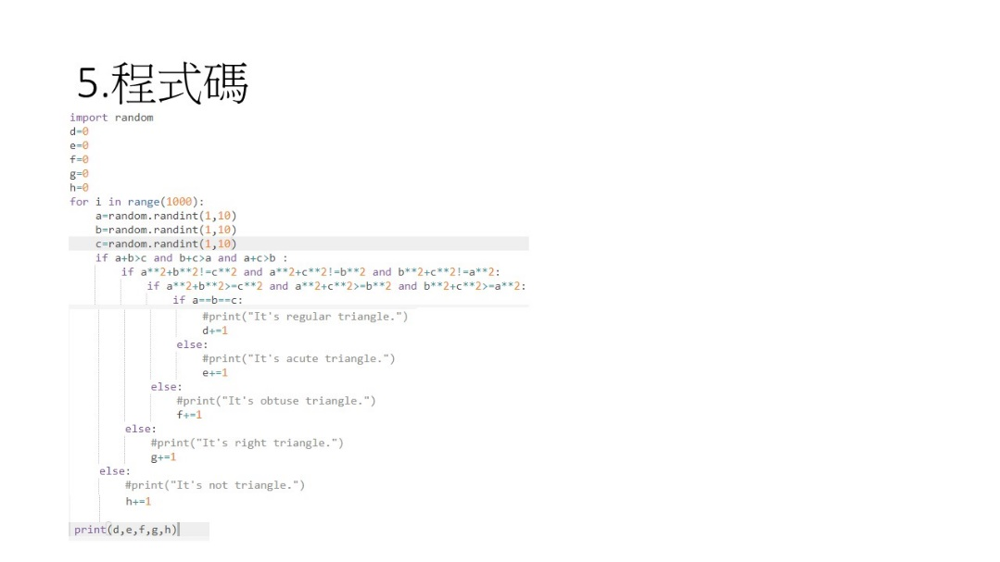 5.程式碼
import random
d=0
e=0
f=0
g=0
h=0
for i in range(1000):
    a=random.randint(1,10)
    b=random.randint(1,10)
    c=random.randint(1,10)
    if a+b>c and b+c>a and a+c>b :
        if a**2+b**2!=c**2 and a**2+c**2!=b**2 and b**2+c**2!=a**2:
            if a**2+b**2>=c**2 and a**2+c**2>=b**2 and b**2+c**2>=a**2:
                if a==b==c:
                    #print("It's regular triangle.")
                    d+=1
                else:
                    #print("It's acute triangle.")
                    e+=1
            else:
                #print("It's obtuse triangle.")
                f+=1
        else:
            #print("It's right triangle.")
            g+=1
    else:
        #print("It's not triangle.")
        h+=1
print(d,e,f,g,h)